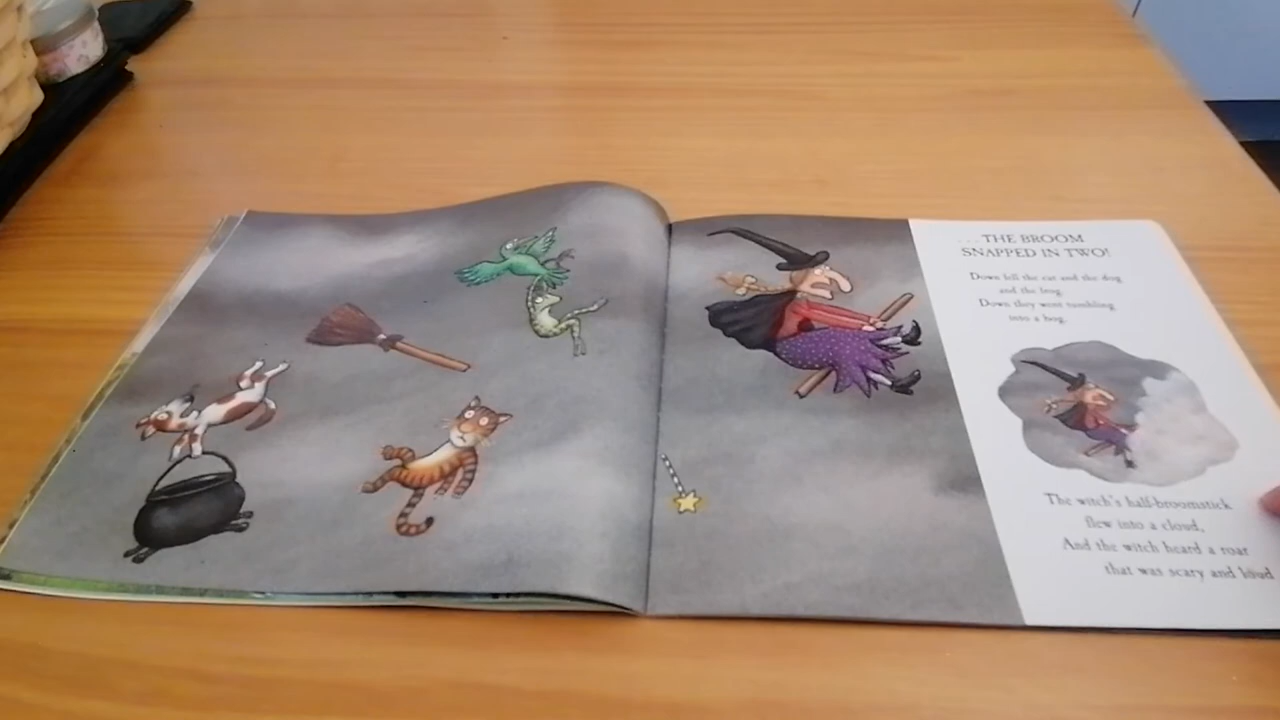 ...THE BROOM
SNAPPED IN TWO!
Down fell the cat and the dog
and the frog.
Down they went tumbling
into a bog.
The witch's half-broomstick
flew into a cloud,
And the witch heard a roar
that was scary and loud